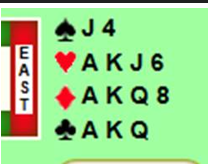 EAST
♠ J 4
♥ A K J 6
♦ A K Q 8
♣ A K Q